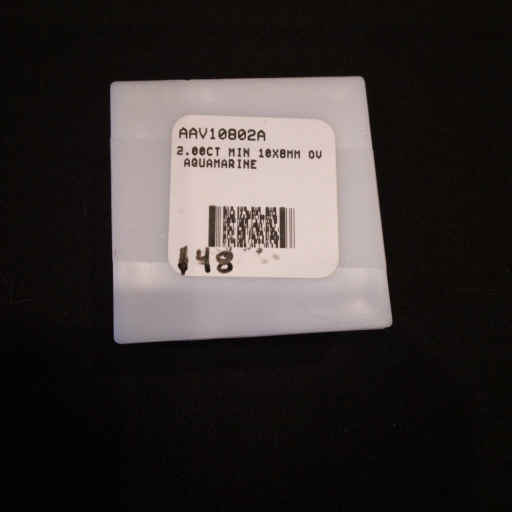 AAV10802A
2.00CT MIN 10X8MM OV
AQUAMARINE
$48